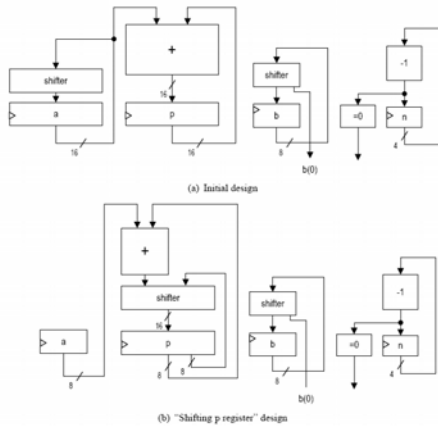 +
-1
shifter
shifter
16
=0
a
p
b
n
16
16
8
4
b(0)
(a) Initial design
+
shifter
shifter
-1
16
a
p
b
=0
n
8
8
8
8
4
b(0)
(b) "Shifting p register" design